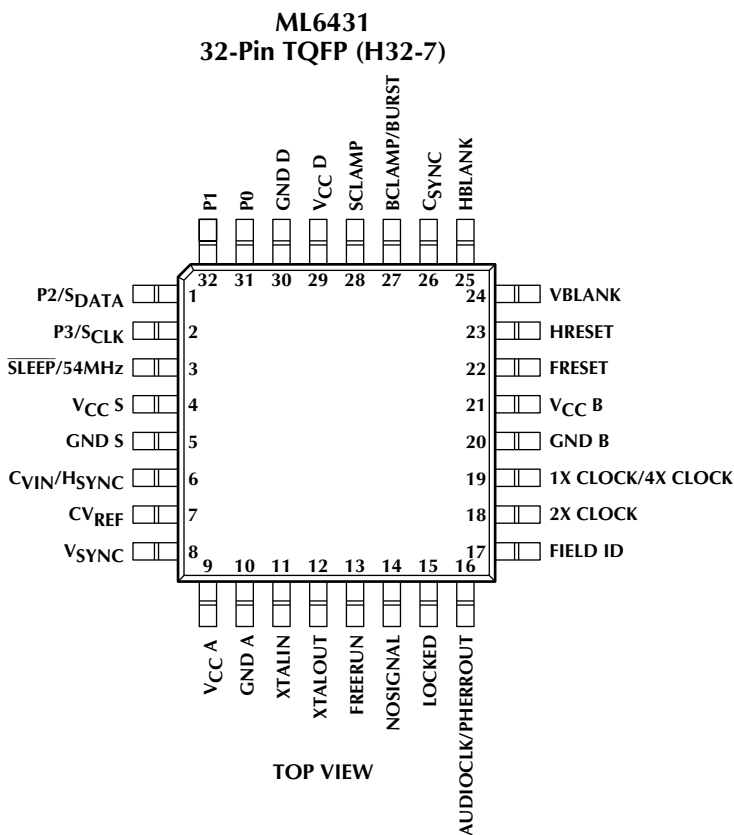 ML6431
32-Pin TQFP (H32-7)
P1
P0
GND D
VCC D
SCLAMP
BCLAMP/BURST
CSYNC
HBLANK
32
31
30
29
28
27
26
25
P2/SDATA
1
24
VBLANK
P3/SCLK
2
23
HRESET
SLEEP/54MHz
3
22
FRESET
VCC S
4
21
VCC B
GND S
5
20
GND B
CVIN/HSYNC
6
19
1X CLOCK/4X CLOCK
CVREF
7
18
2X CLOCK
VSYNC
8
17
FIELD ID
9
10
11
12
13
14
15
16
VCC A
GND A
XTALIN
XTALOUT
FREERUN
NOSIGNAL
LOCKED
AUDIOCLK/PHERROUT
TOP VIEW